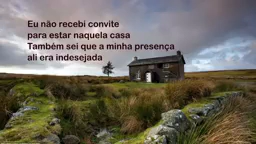 Eu não recebi convite
para estar naquela casa
Também sei que a minha presença
ali era indesejada